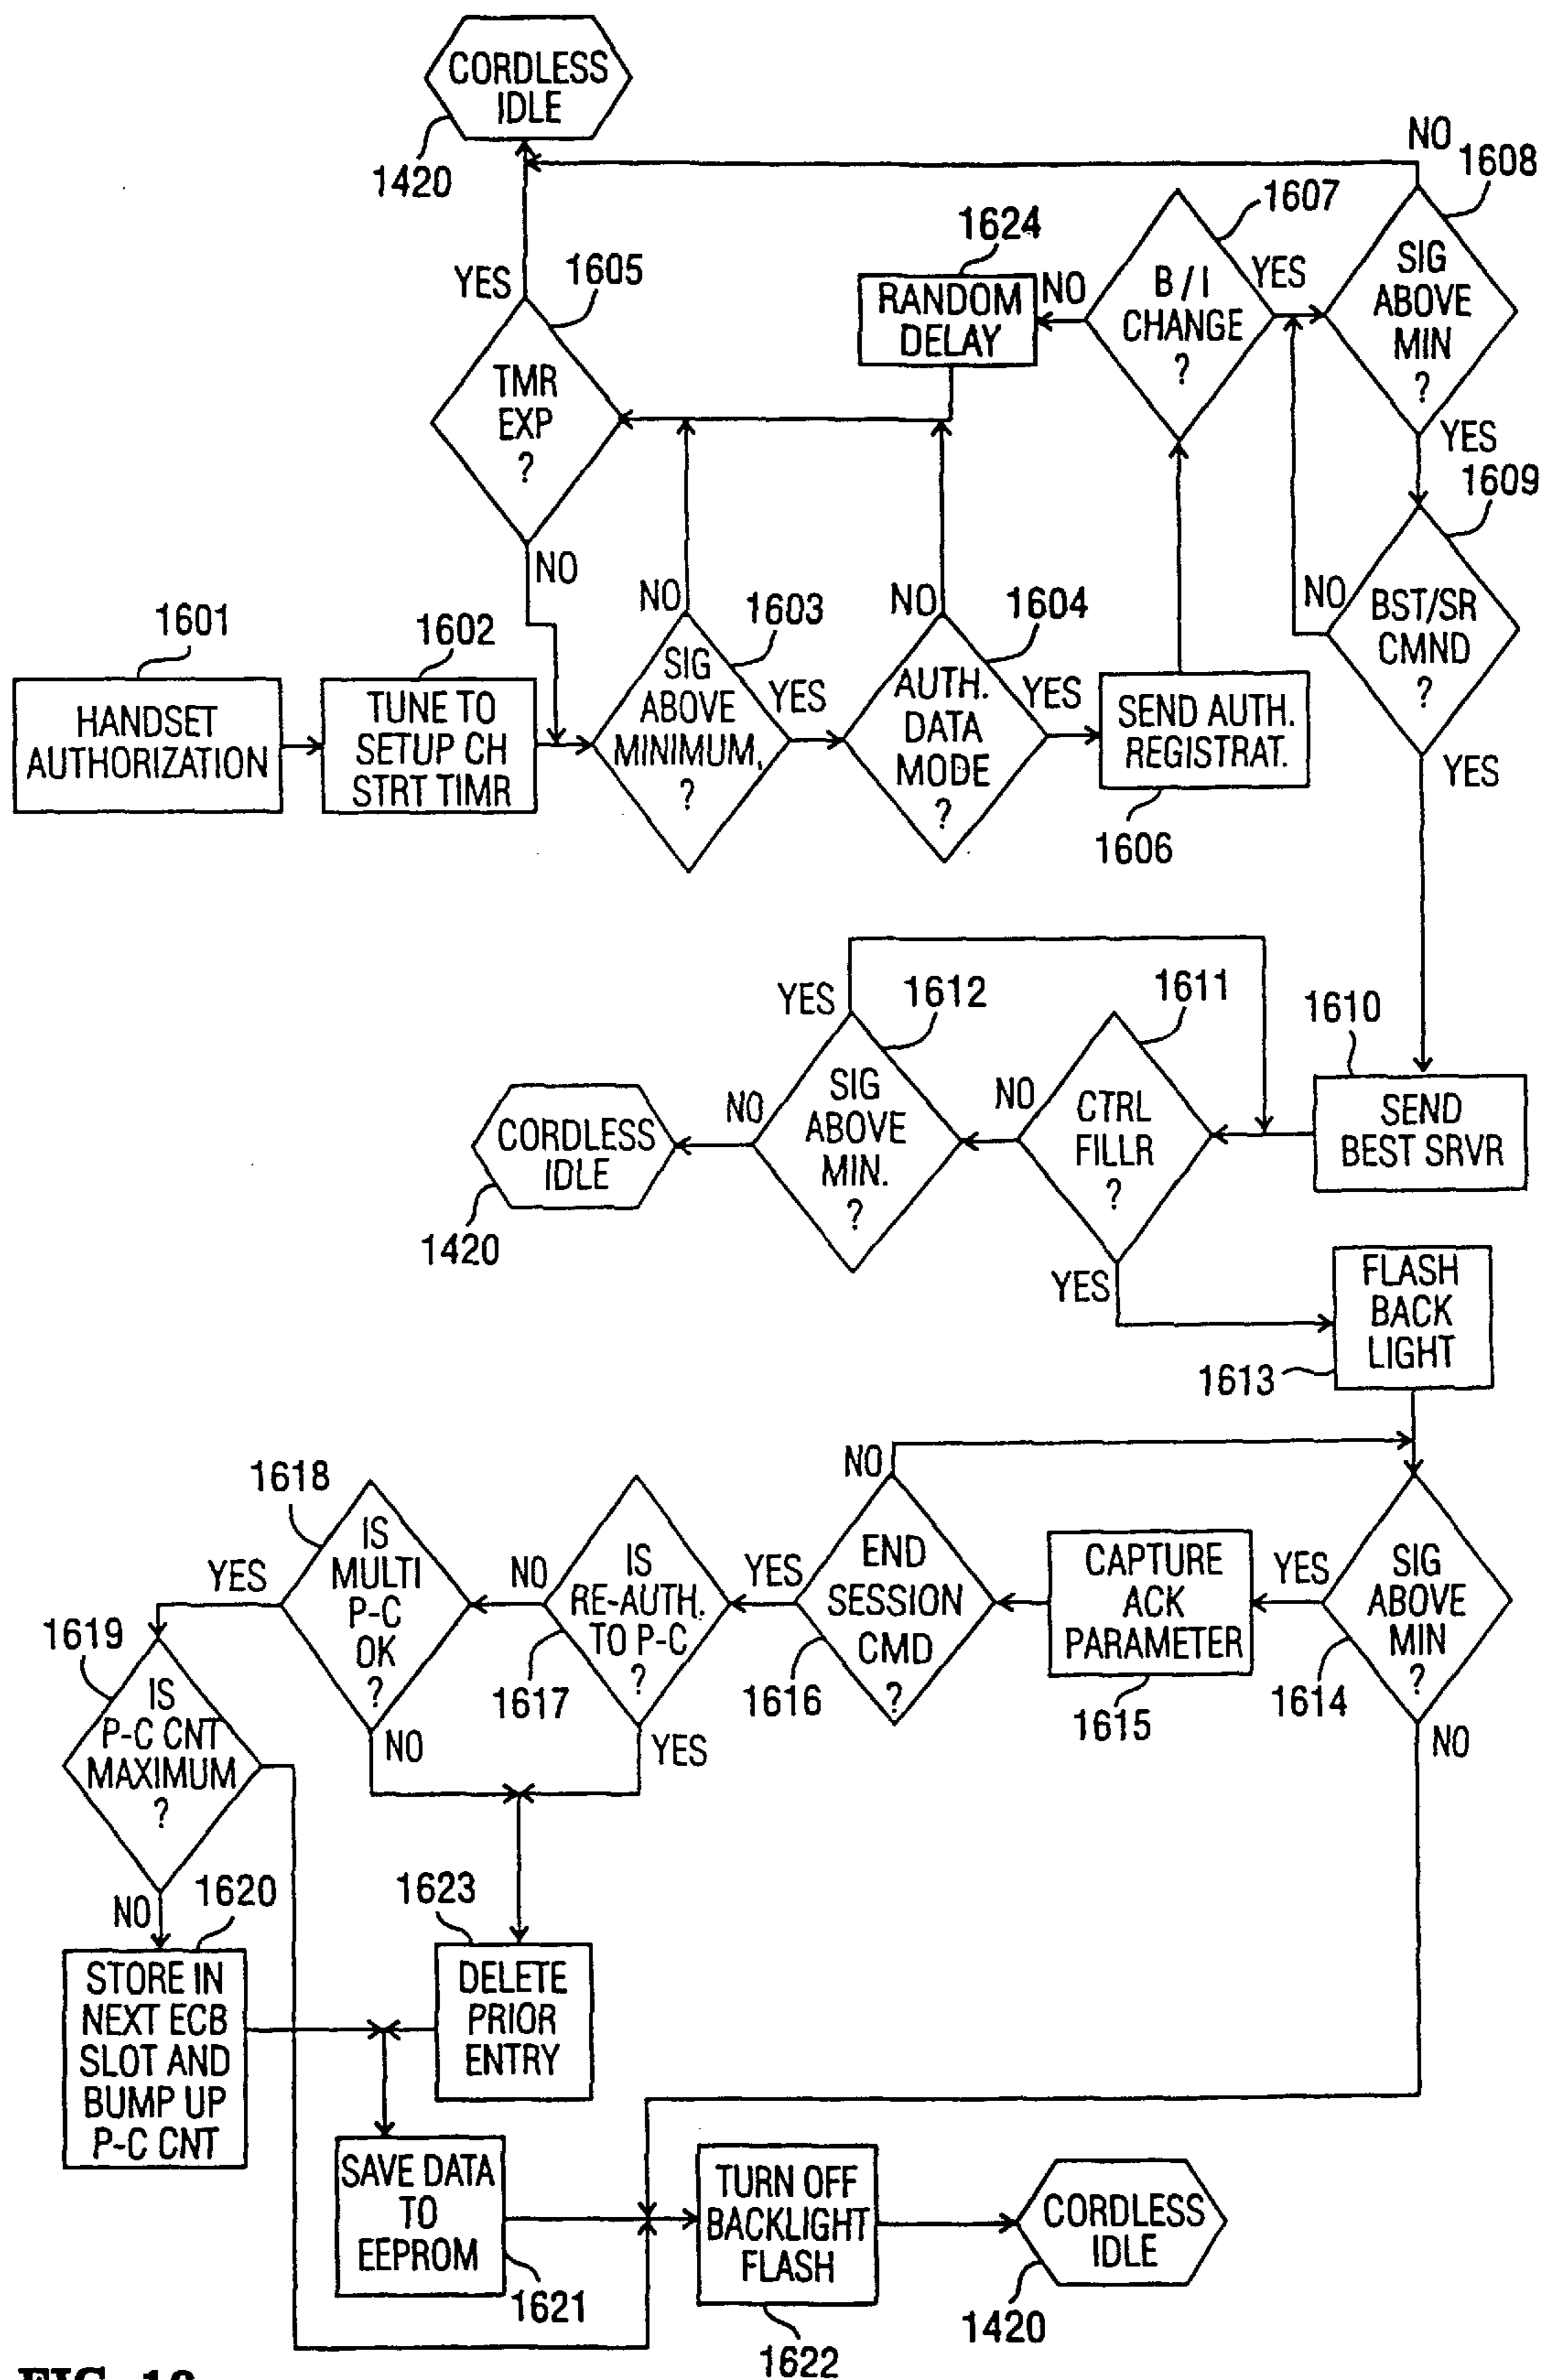 CORDLESS
IDLE
1420
NO
1608
SIG
ABOVE
MIN
?
YES
1607
B/I
CHANGE
?
YES
NO
1624
RANDOM
DELAY
YES
1605
TMR
EXP
?
NO
1609
BST/SR
CMND
?
NO
YES
1601
HANDSET
AUTHORIZATION
1602
TUNE TO
SETUP CH
STRT TIMR
NO
1603
SIG
ABOVE
MINIMUM.
?
YES
NO
1604
AUTH.
DATA
MODE
?
YES
SEND AUTH.
REGISTRAT.
1606
1610
SEND
BEST SRVR
1611
CTRL
FILLR
?
NO
YES
YES
1612
SIG
ABOVE
MIN.
?
NO
CORDLESS
IDLE
1420
FLASH
BACK
LIGHT
1613
SIG
ABOVE
MIN
?
1614
YES
NO
CAPTURE
ACK
PARAMETER
1615
NO
END
SESSION
CMD
?
1616
YES
IS
RE-AUTH.
TO P-C
?
1617
NO
YES
1618
IS
MULTI
P-C
OK
?
YES
NO
1619
IS
P-C CNT
MAXIMUM
?
NO
1620
STORE IN
NEXT ECB
SLOT AND
BUMP UP
P-C CNT
1623
DELETE
PRIOR
ENTRY
SAVE DATA
TO
EEPROM
1621
TURN OFF
BACKLIGHT
FLASH
1622
CORDLESS
IDLE
1420